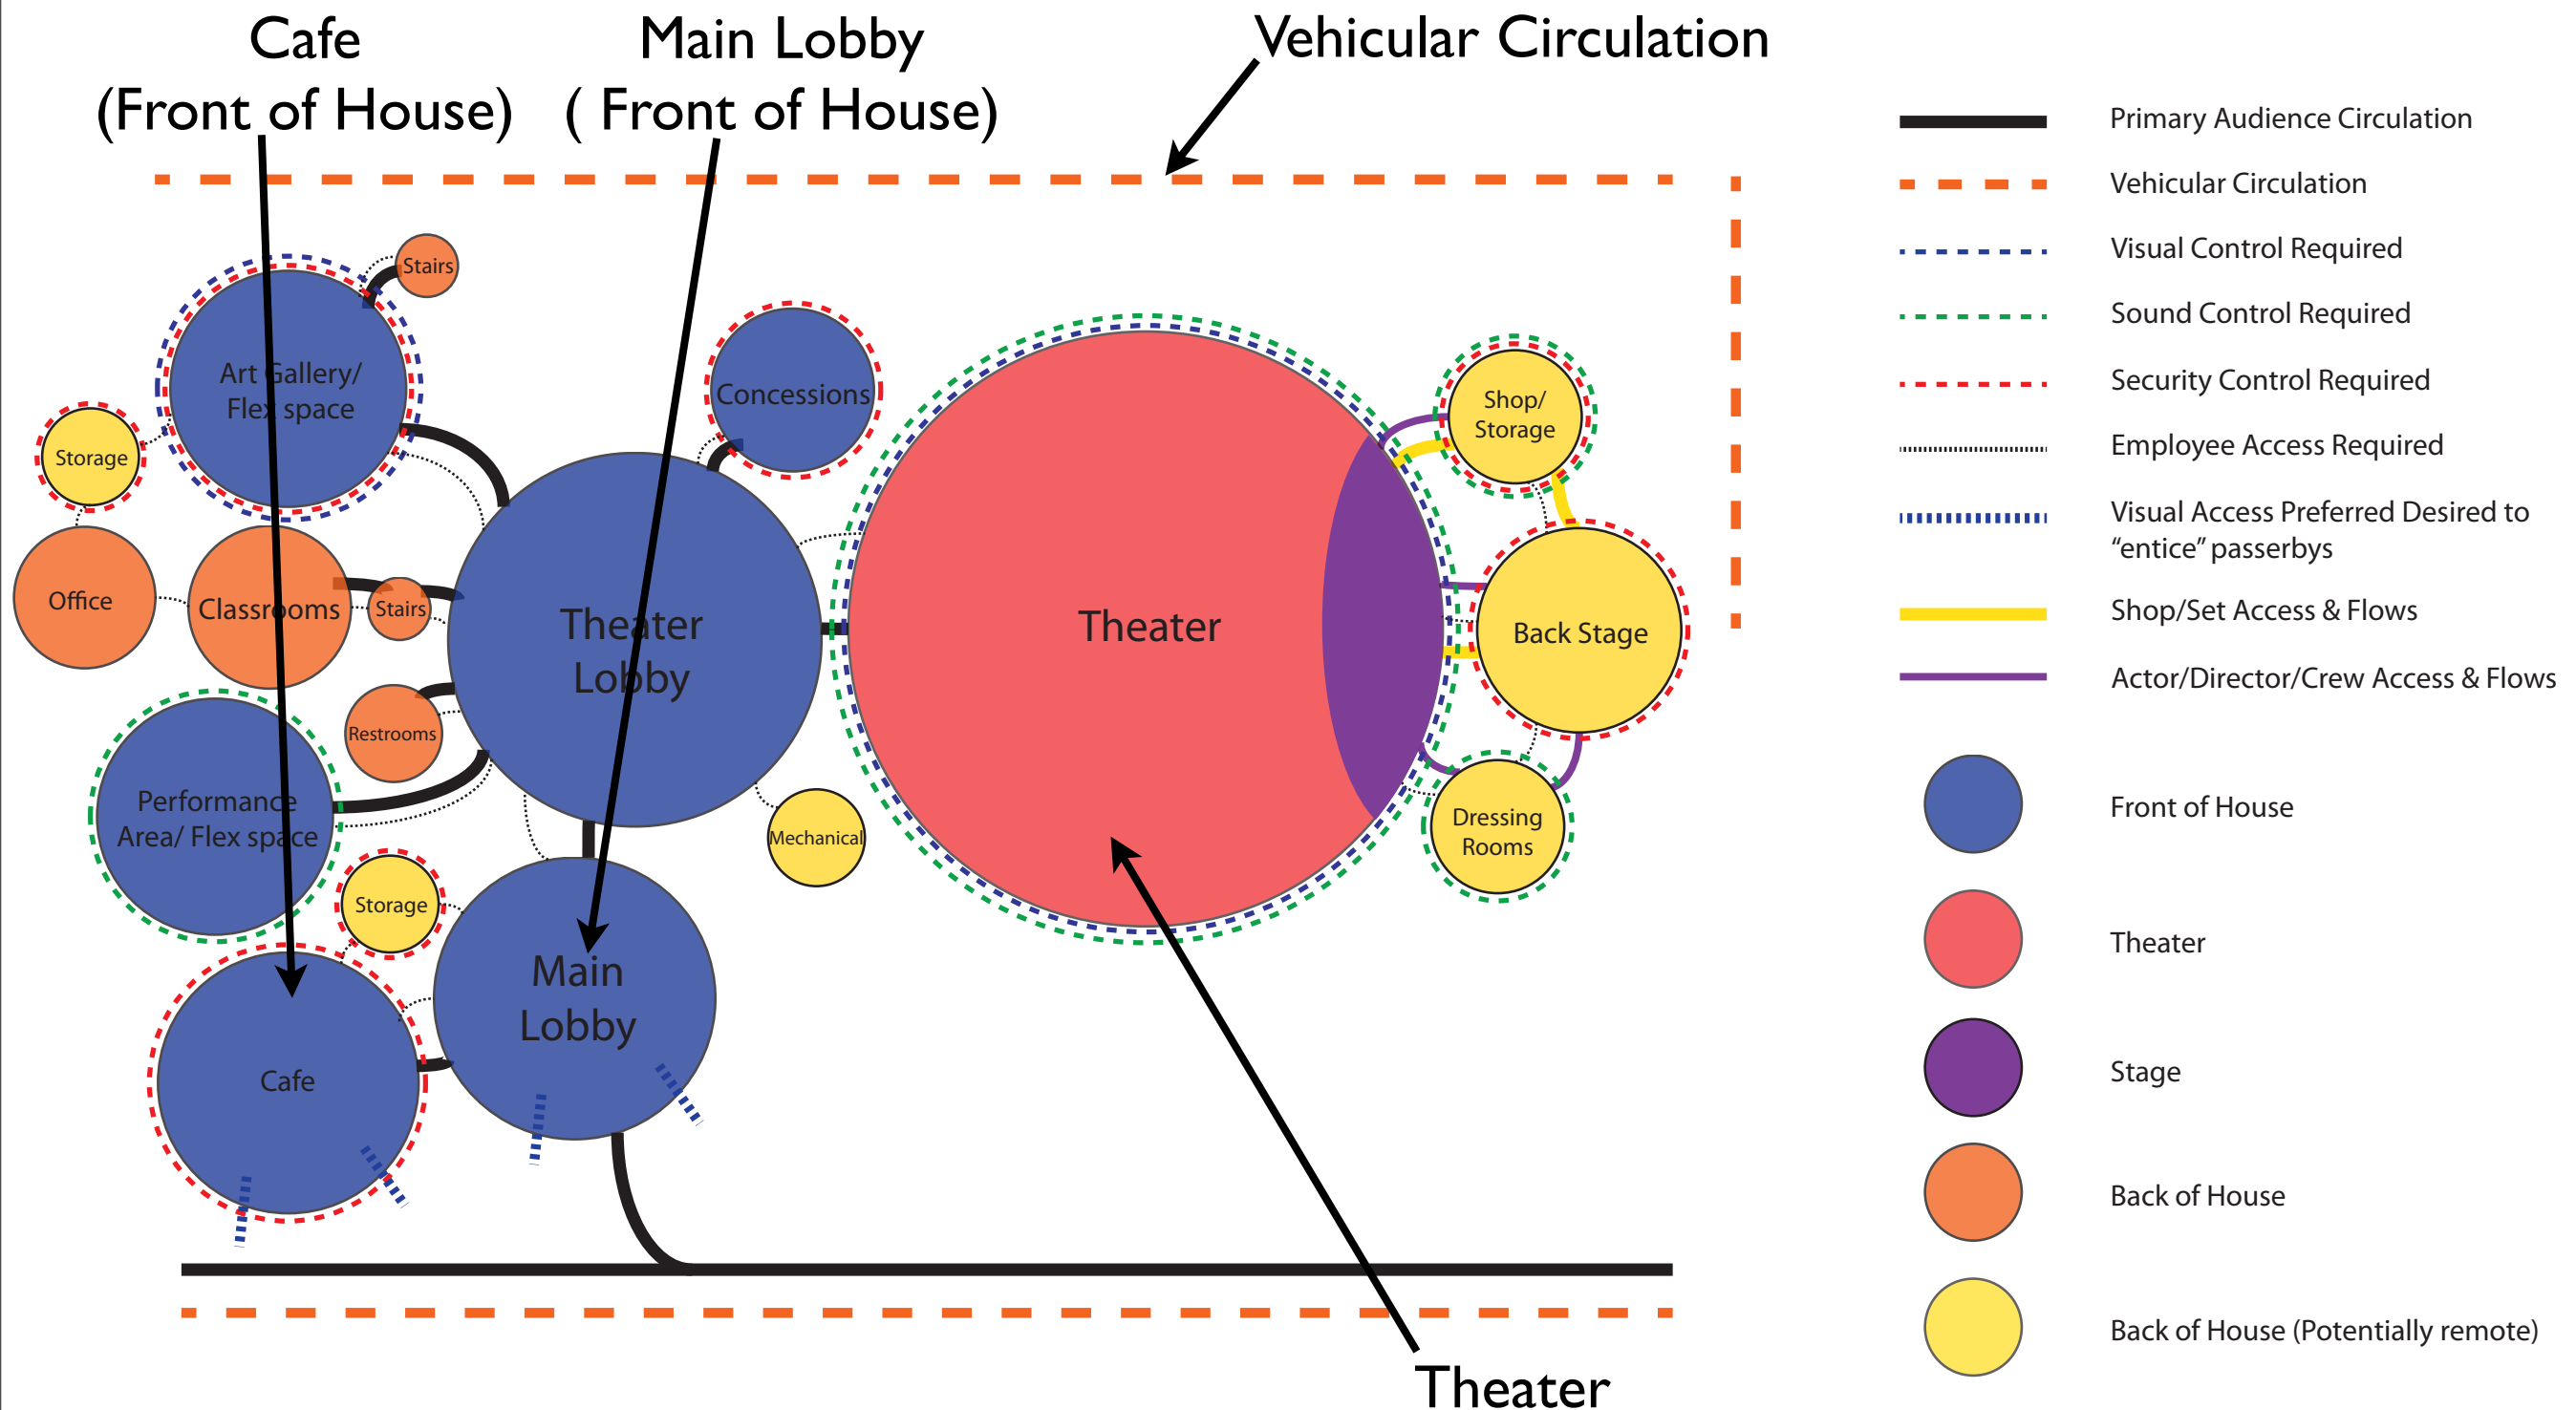 Cafe
(Front of House)
Main Lobby
( Front of House)
Vehicular Circulation
Stairs
Art Gallery/
Flex space
Storage
Concessions
Office
Classrooms
Stairs
Theater
Lobby
Restrooms
Performance
Area/ Flex space
Storage
Mechanical
Main
Lobby
Cafe
Theater
Shop/
Storage
Back Stage
Dressing
Rooms
Theater
Primary Audience Circulation
Vehicular Circulation
Visual Control Required
Sound Control Required
Security Control Required
Employee Access Required
Visual Access Preferred Desired to
“entice” passerbys
Shop/Set Access & Flows
Actor/Director/Crew Access & Flows
Front of House
Theater
Stage
Back of House
Back of House (Potentially remote)